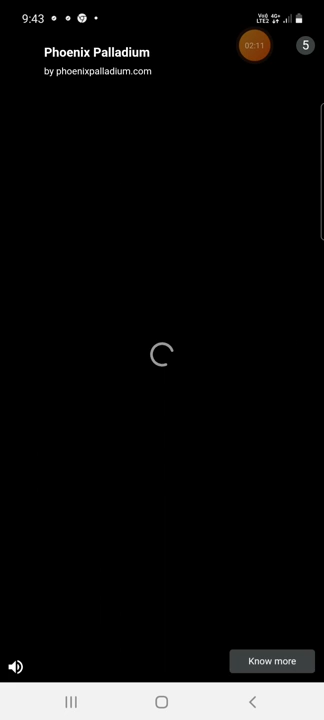 9:43
Vo) 4G+
LTE2
Phoenix Palladium
02:11
5
by phoenixpalladium.com
Know more